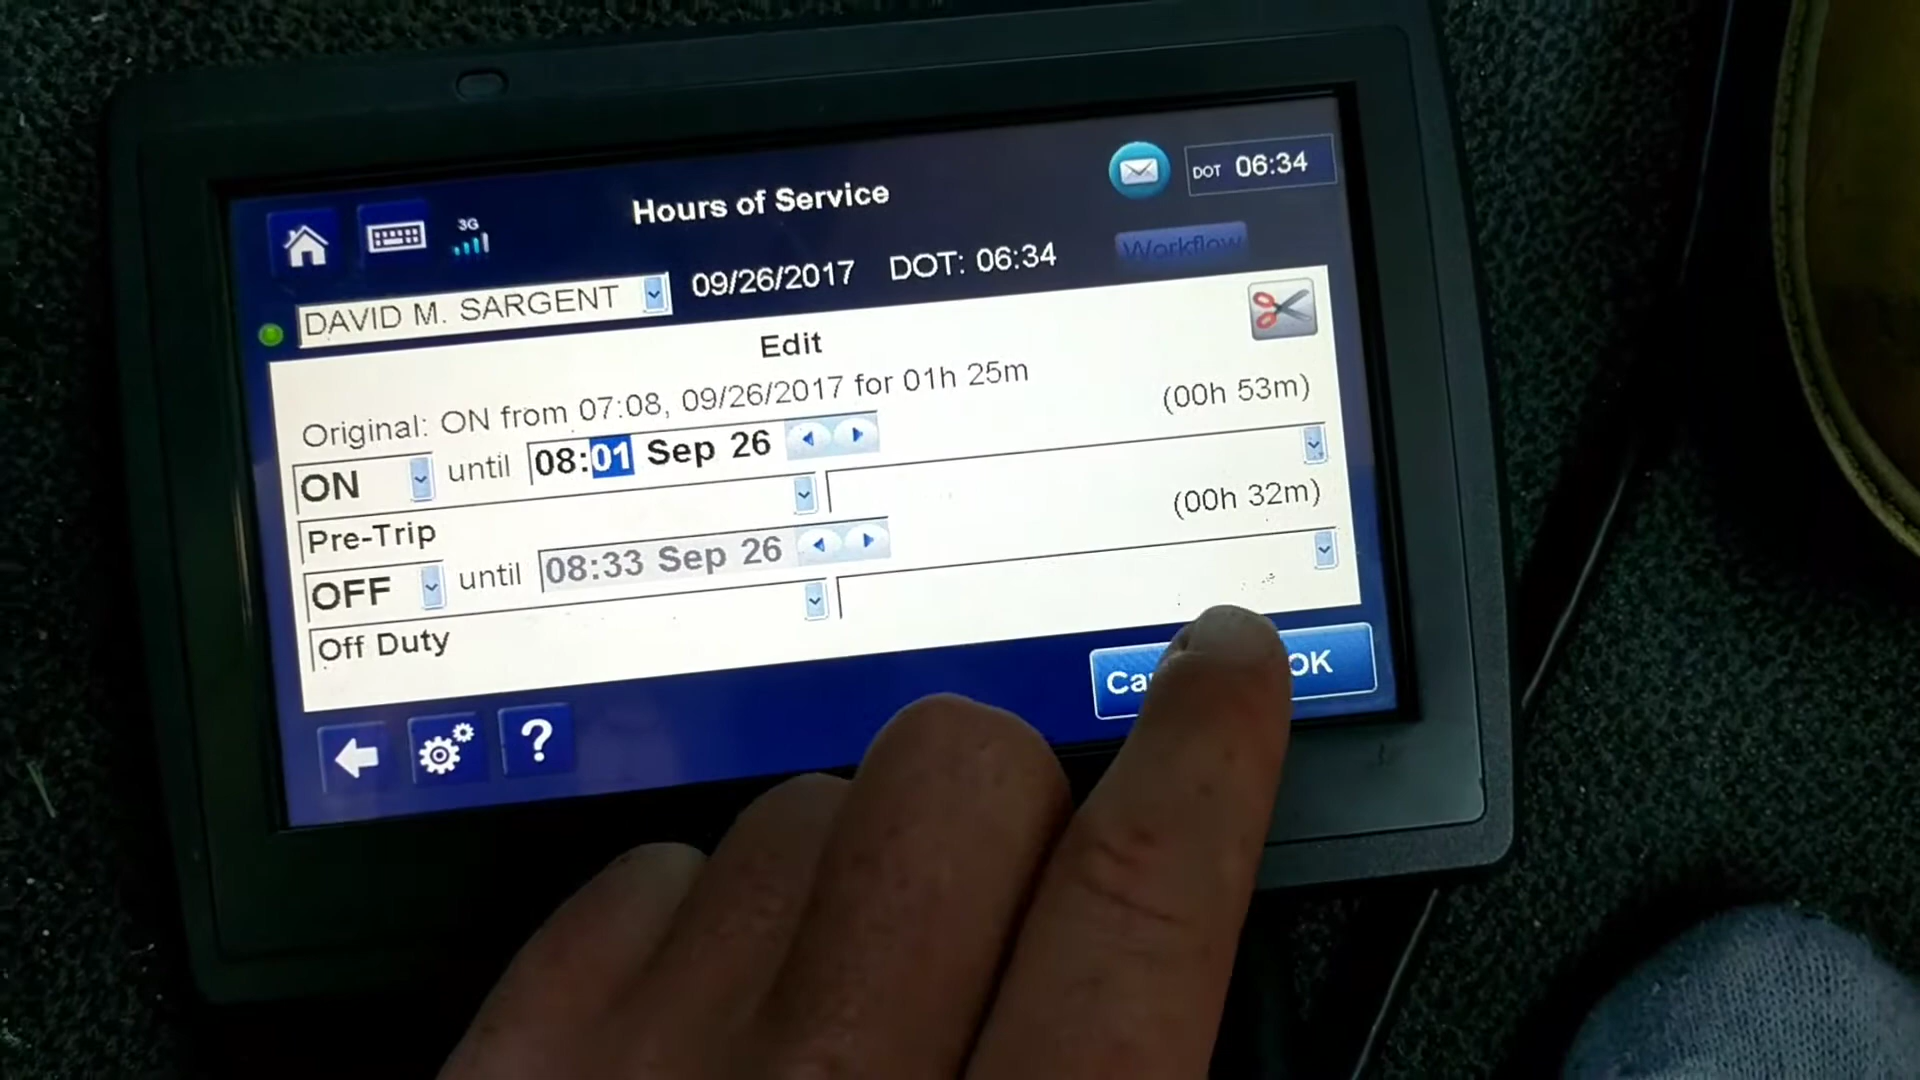 Hours of Service
DOT 06:34
3G
DAVID M. SARGENT
09/26/2017 DOT: 06:34
Workflow
Edit
Original: ON from 07:08, 09/26/2017 for 01h 25m
(00h 53m)
ON until 08:01 Sep 26
Pre-Trip
(00h 32m)
OFF until 08:33 Sep 26
Off Duty
?
OK